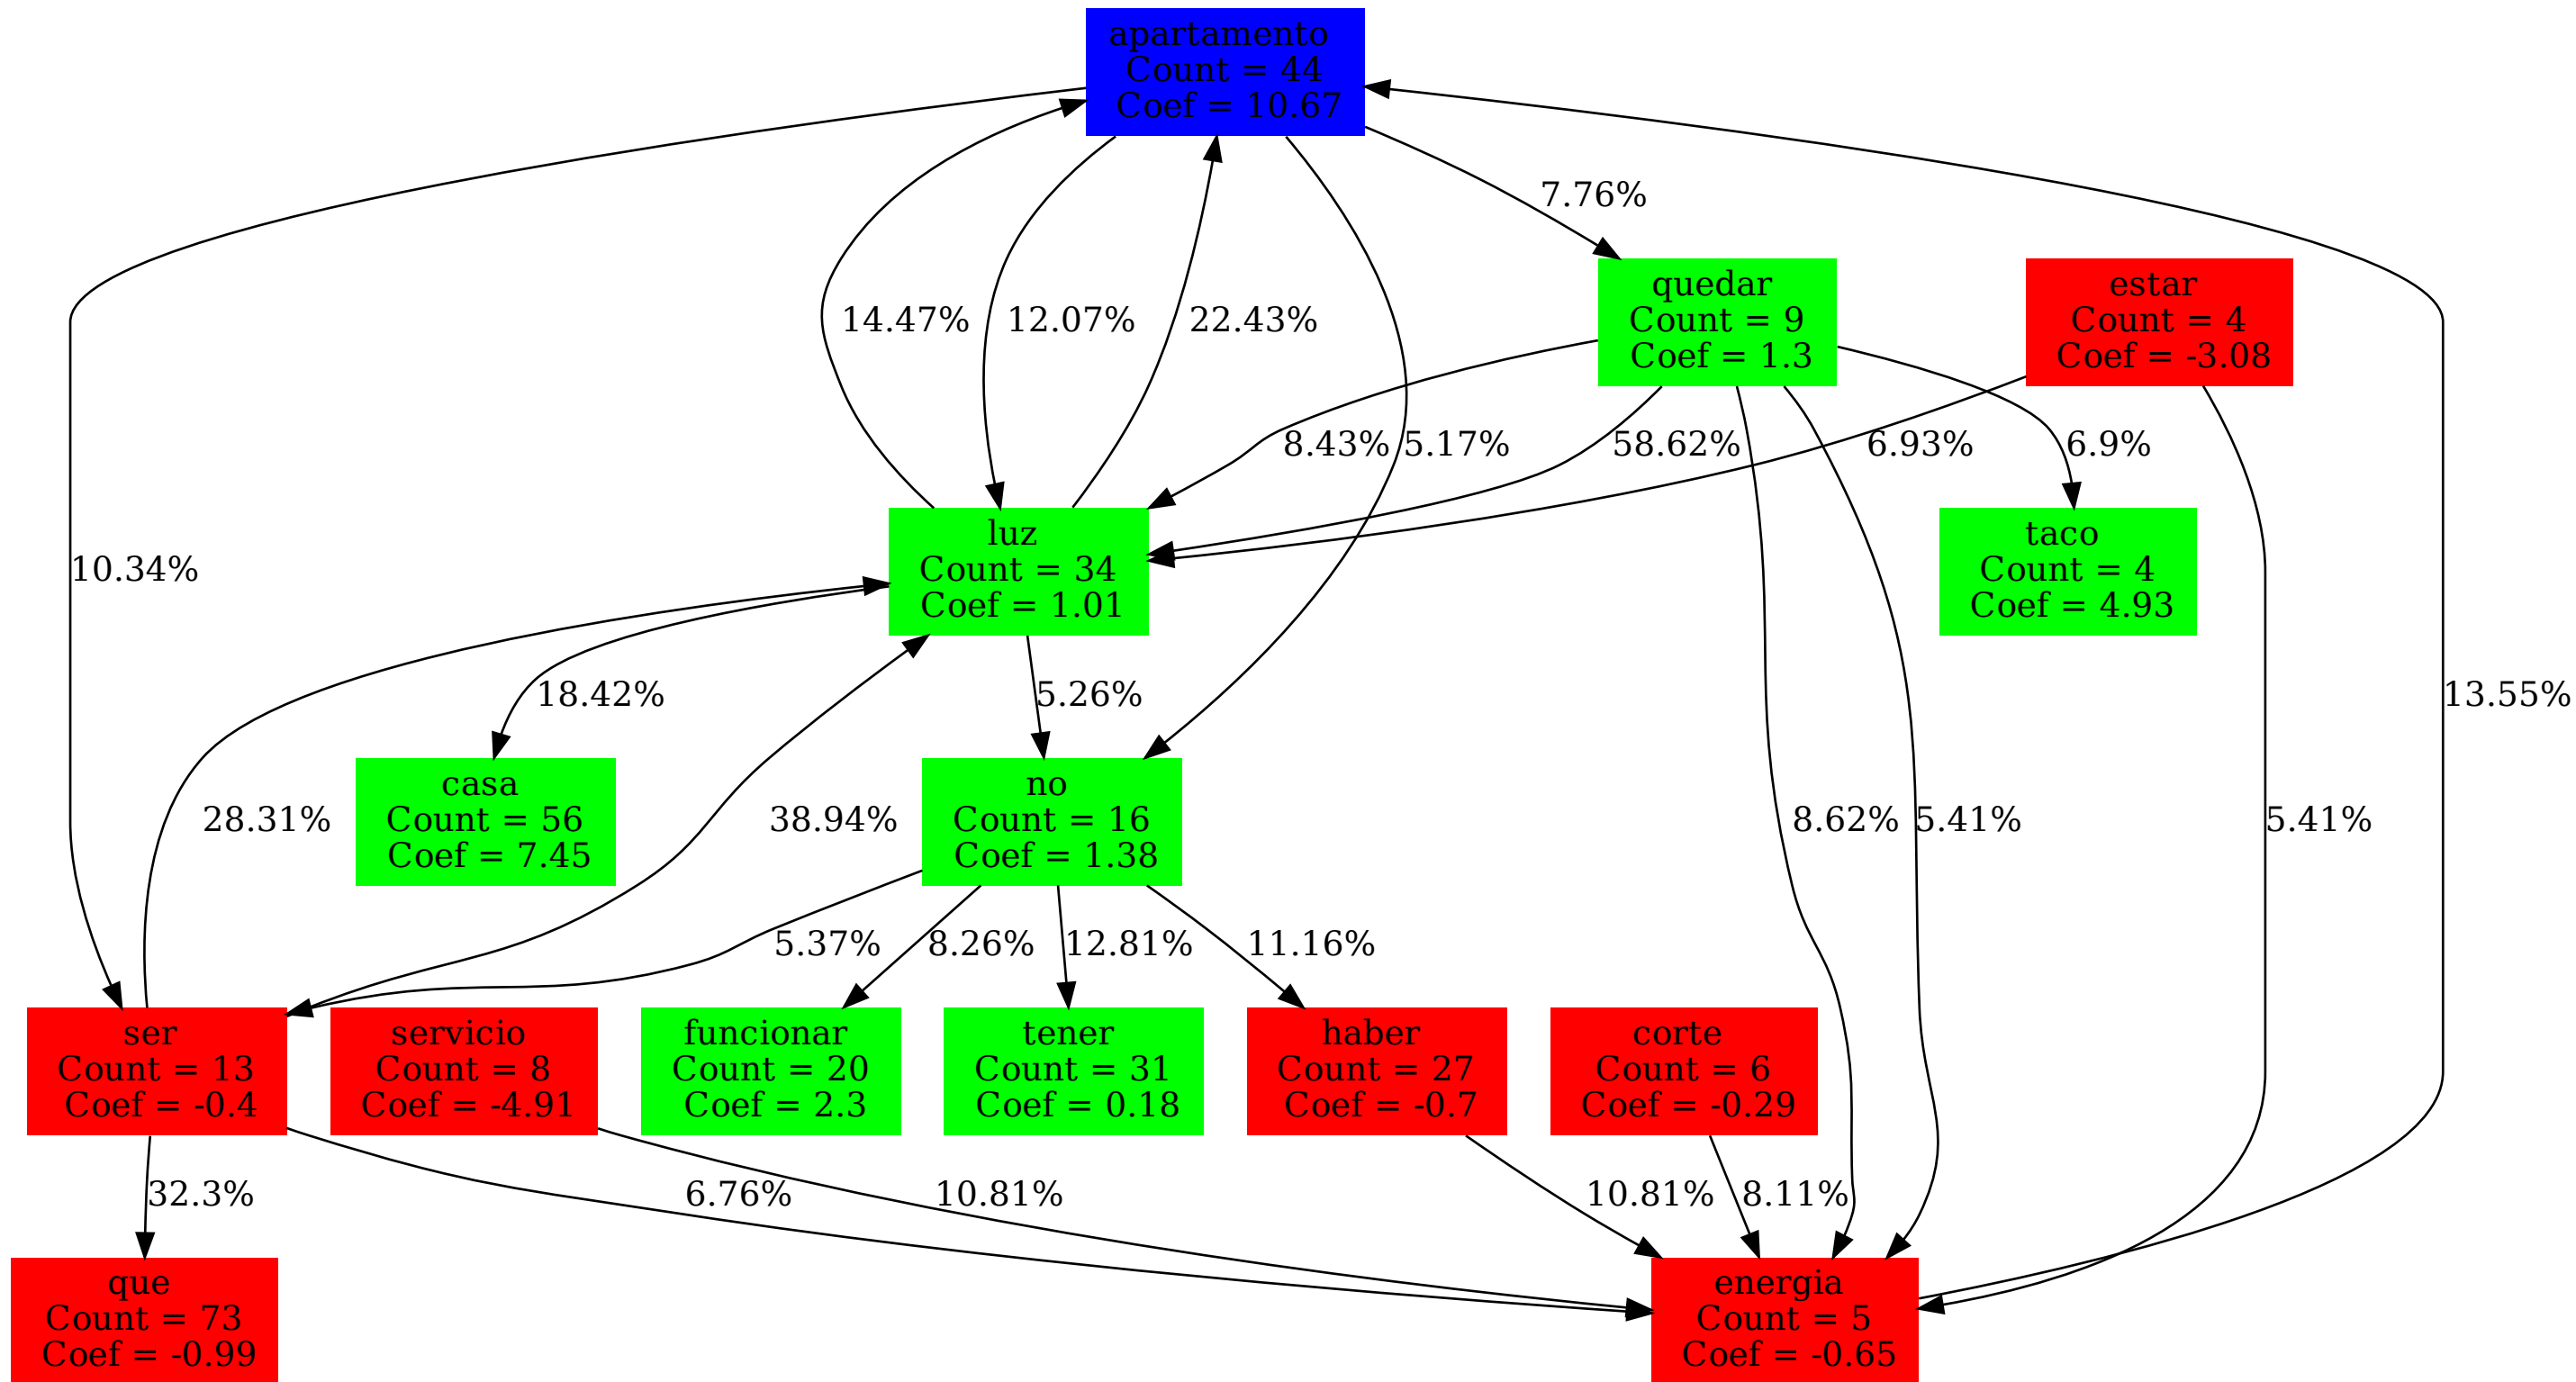 apartamento
Count = 44
Coef = 10.67
7.76%
quedar
Count = 9
Coef = 1.3
estar
Count = 4
Coef = -3.08
14.47%
12.07%
22.43%
8.43%
5.17%
58.62%
6.93%
6.9%
10.34%
luz
Count = 34
Coef = 1.01
taco
Count = 4
Coef = 4.93
18.42%
5.26%
13.55%
casa
Count = 56
Coef = 7.45
no
Count = 16
Coef = 1.38
28.31%
38.94%
8.62%
5.41%
5.41%
5.37%
8.26%
12.81%
11.16%
ser
Count = 13
Coef = -0.4
servicio
Count = 8
Coef = -4.91
funcionar
Count = 20
Coef = 2.3
tener
Count = 31
Coef = 0.18
haber
Count = 27
Coef = -0.7
corte
Count = 6
Coef = -0.29
32.3%
6.76%
10.81%
10.81%
8.11%
que
Count = 73
Coef = -0.99
energia
Count = 5
Coef = -0.65